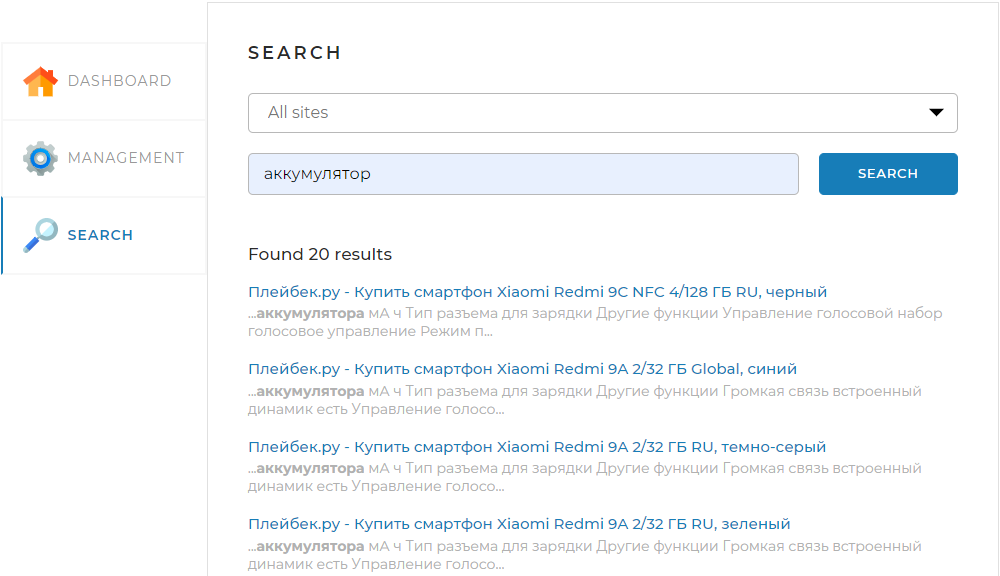 SEARCH
DASHBOARD
All sites
MANAGEMENT
аккумулятор
SEARCH
SEARCH
Found 20 results
Плейбек.ру - Купить смартфон Xiaomi Redmi 9C NFC 4/128 ГБ RU, черный
...аккумулятора мА ч Тип разъема для зарядки Другие функции Управление голосовой набор
голосовое управление Режим п...
Плейбек.ру - Купить смартфон Xiaomi Redmi 9A 2/32 ГБ Global, синий
...аккумулятора мА ч Тип разъема для зарядки Другие функции Громкая связь встроенный
динамик есть Управление голосо...
Плейбек.ру - Купить смартфон Xiaomi Redmi 9A 2/32 ГБ RU, темно-серый
...аккумулятора мА ч Тип разъема для зарядки Другие функции Громкая связь встроенный
динамик есть Управление голосо...
Плейбек.ру - Купить смартфон Xiaomi Redmi 9A 2/32 ГБ RU, зеленый
...аккумулятора мА ч Тип разъема для зарядки Другие функции Громкая связь встроенный
динамик есть Управление голосо...